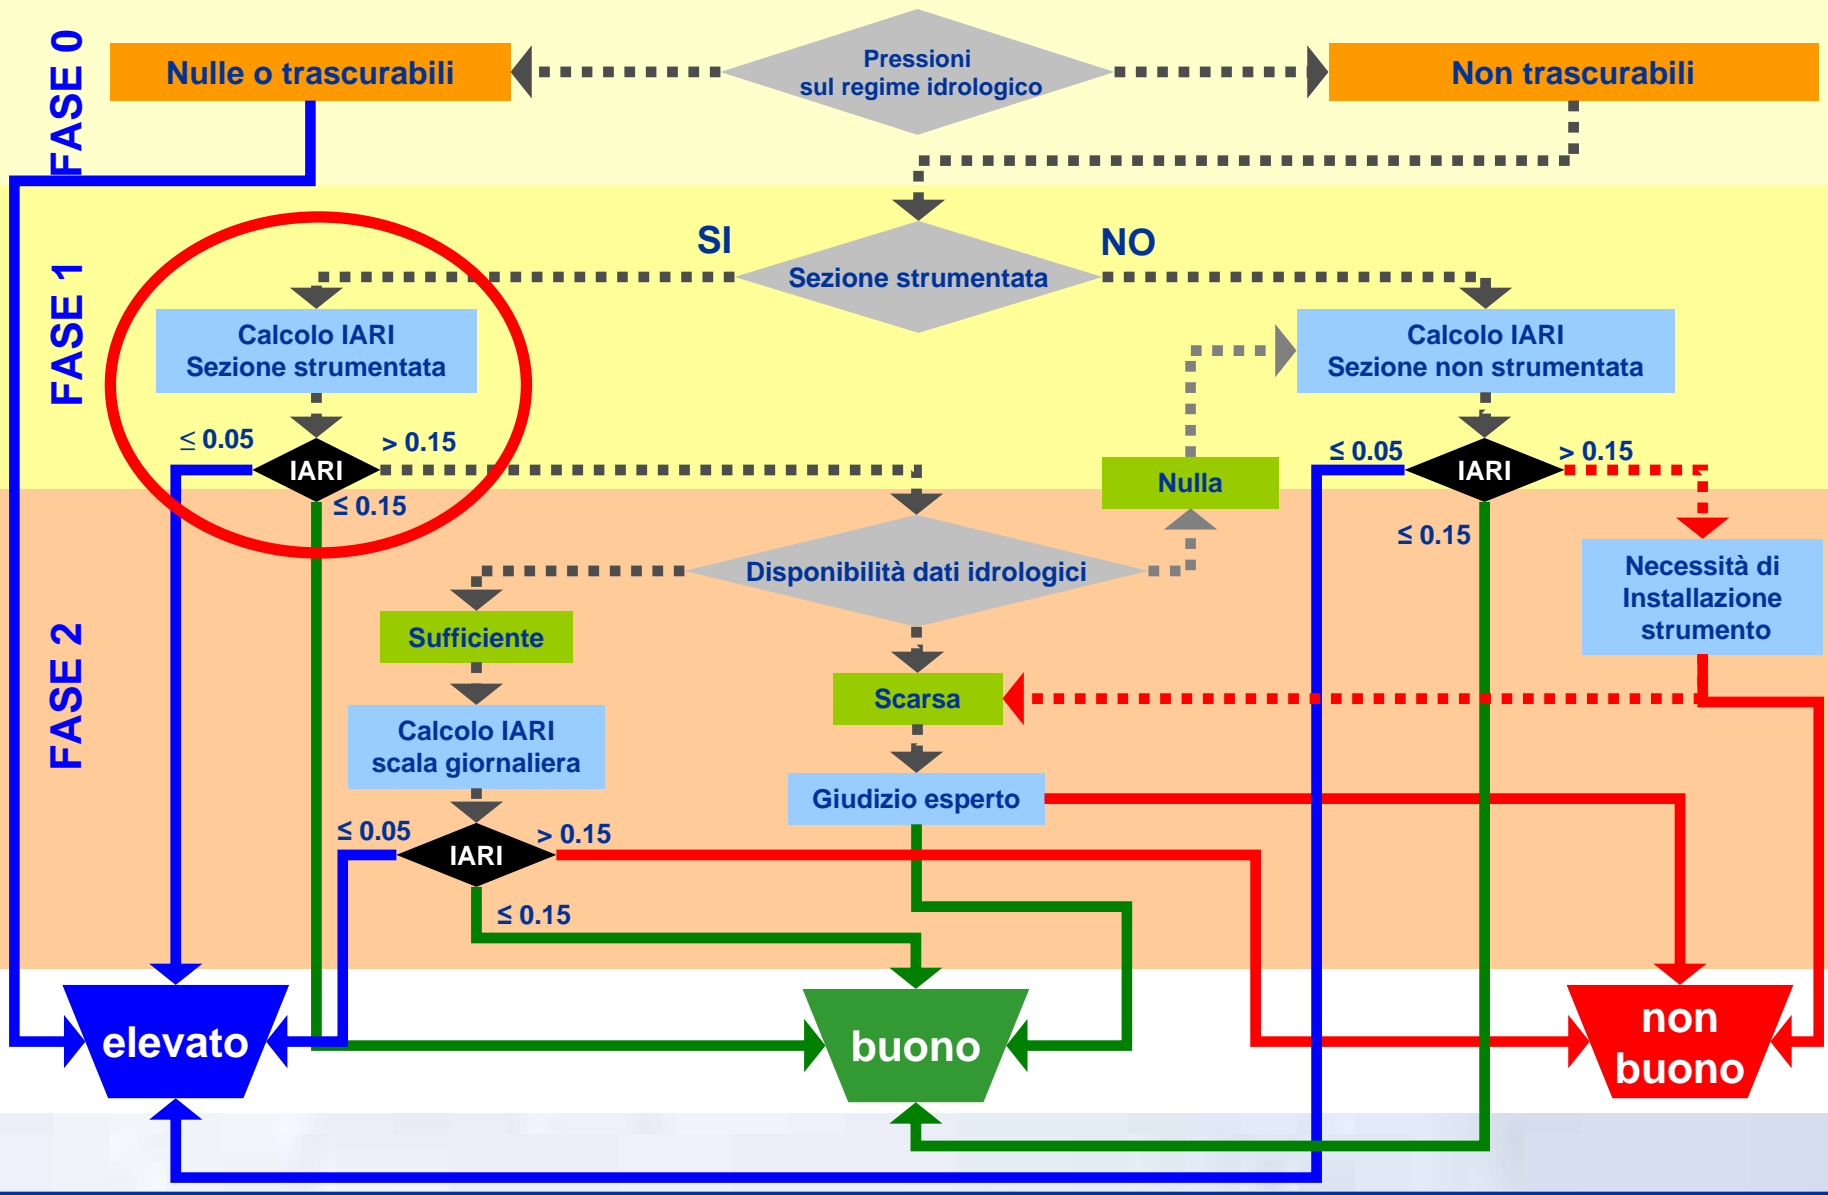 FASE 0
Nulle o trascurabili
Pressioni
sul regime idrologico
Non trascurabili
FASE 1
SI
NO
Sezione strumentata
Calcolo IARI
Sezione strumentata
Calcolo IARI
Sezione non strumentata
≤ 0.05
> 0.15
IARI
≤ 0.15
Nulla
≤ 0.05
> 0.15
IARI
≤ 0.15
FASE 2
Disponibilità dati idrologici
Necessità di
Installazione
strumento
Sufficiente
Scarsa
Calcolo IARI
scala giornaliera
Giudizio esperto
≤ 0.05
> 0.15
IARI
≤ 0.15
elevato
buono
non
buono